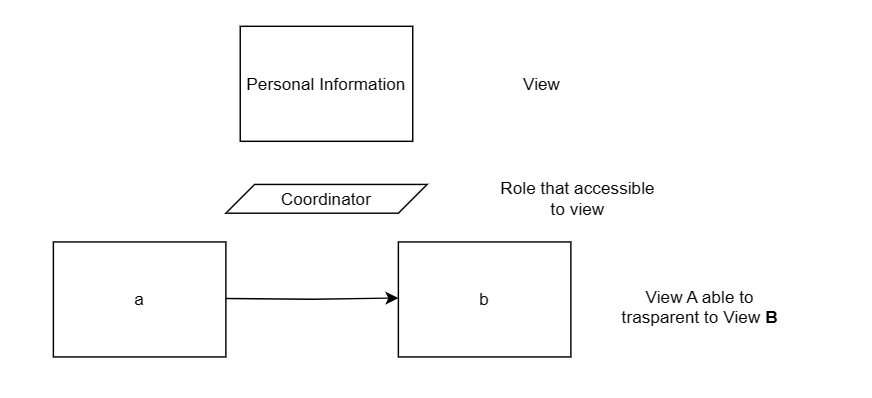 Personal Information
View
Coordinator
Role that accessible
to view
a
b
View A able to
trasparent to View B